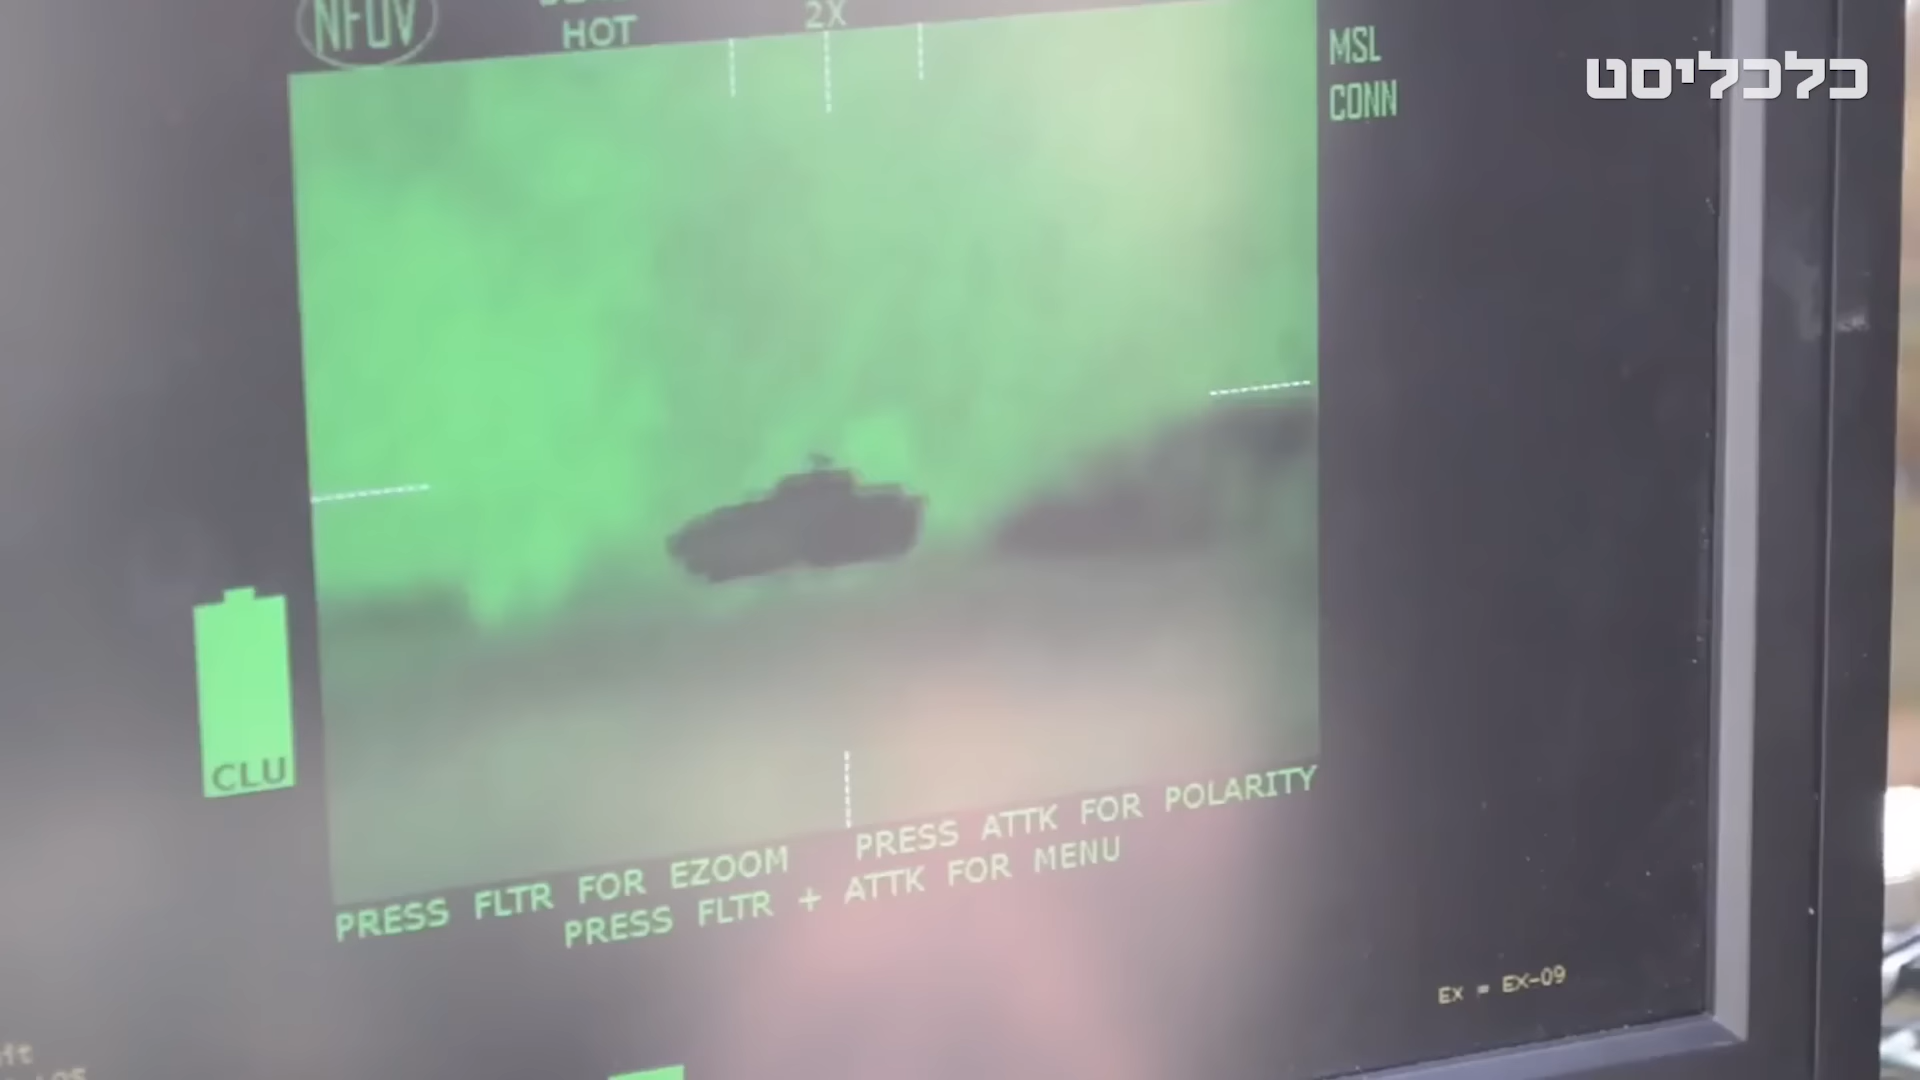 NFOV
HOT
2X
MSL
CONN
כלכליסט
CLU
PRESS FLTR FOR EZOOM PRESS ATTK FOR POLARITY
PRESS FLTR + ATTK FOR MENU
Ex = EX-09